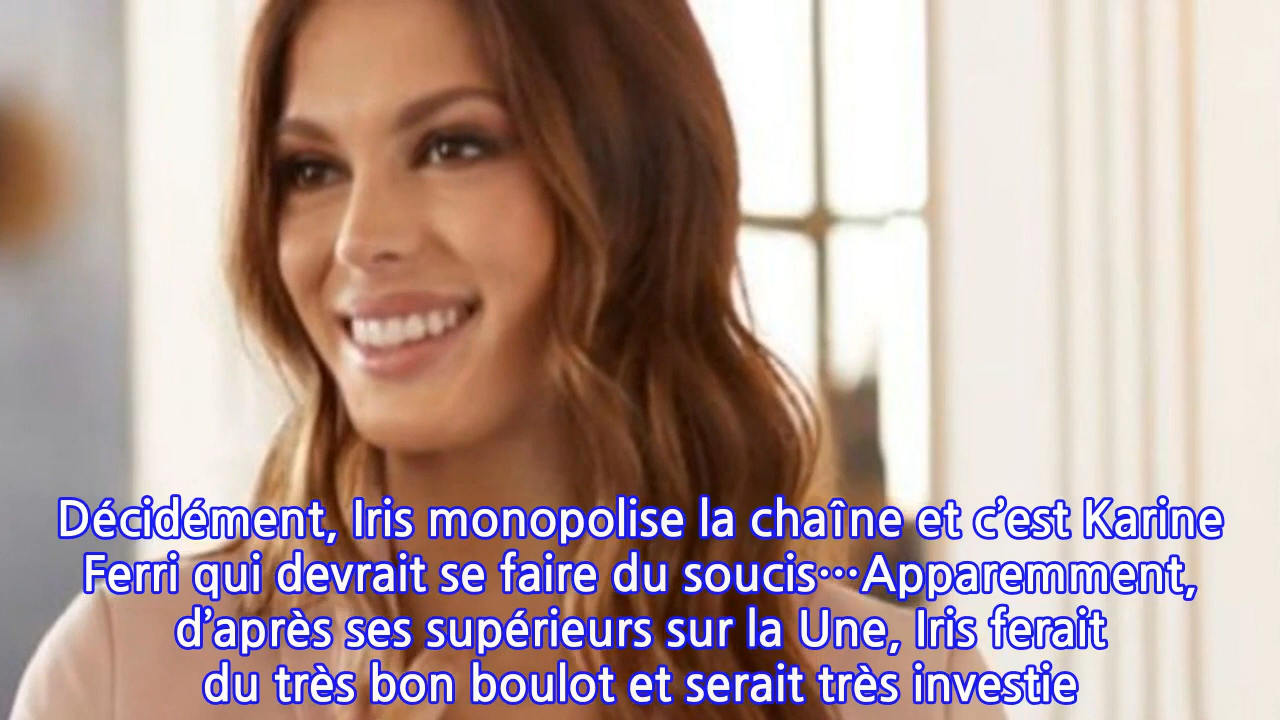 Décidément, Iris monopolise la chaîne et c’est Karine
Ferri qui devrait se faire du soucis…Apparemment,
d’après ses supérieurs sur la Une, Iris ferait
du très bon boulot et serait très investie